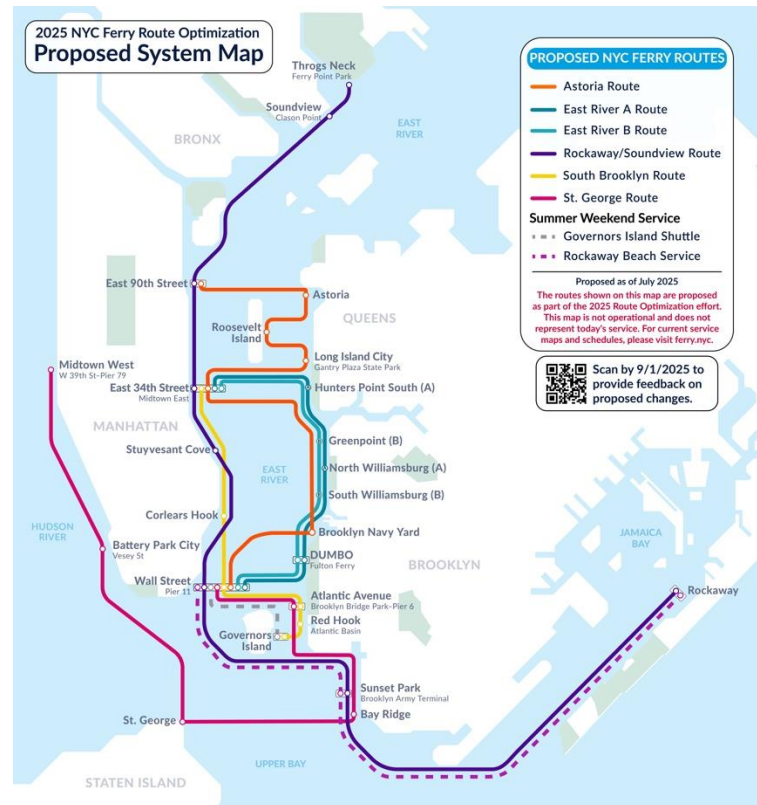 2025 NYC Ferry Route Optimization
Proposed System Map
Throgs Neck
Ferry Point Park
Soundview
Clason Point
EAST
RIVER
BRONX
PROPOSED NYC FERRY ROUTES
Astoria Route
East River A Route
East River B Route
Rockaway/Soundview Route
South Brooklyn Route
St. George Route
Summer Weekend Service
Governors Island Shuttle
Rockaway Beach Service
Proposed as of July 2025
The routes shown on this map are proposed
as part of the 2025 Route Optimization effort.
This map is not operational and does not
represent today's service. For current service
maps and schedules, please visit ferry.nyc.
Scan by 9/1/2025 to
provide feedback on
proposed changes.
East 90th Street
Astoria
QUEENS
Roosevelt
Island
Long Island City
Gantry Plaza State Park
Midtown West
W 39th St-Pier 79
East 34th Street
Midtown East
Hunters Point South (A)
MANHATTAN
Stuyvesant Cove
Greenpoint (B)
EAST
RIVER
North Williamsburg (A)
South Williamsburg (B)
Corlears Hook
HUDSON
RIVER
Brooklyn Navy Yard
JAMAICA
BAY
Battery Park City
Vesey St
DUMBO
Fulton Ferry
BROOKLYN
Wall Street
Pier 11
Atlantic Avenue
Brooklyn Bridge Park-Pier 6
Rockaway
Red Hook
Atlantic Basin
Governors
Island
Sunset Park
Brooklyn Army Terminal
Bay Ridge
St. George
UPPER BAY
STATEN ISLAND